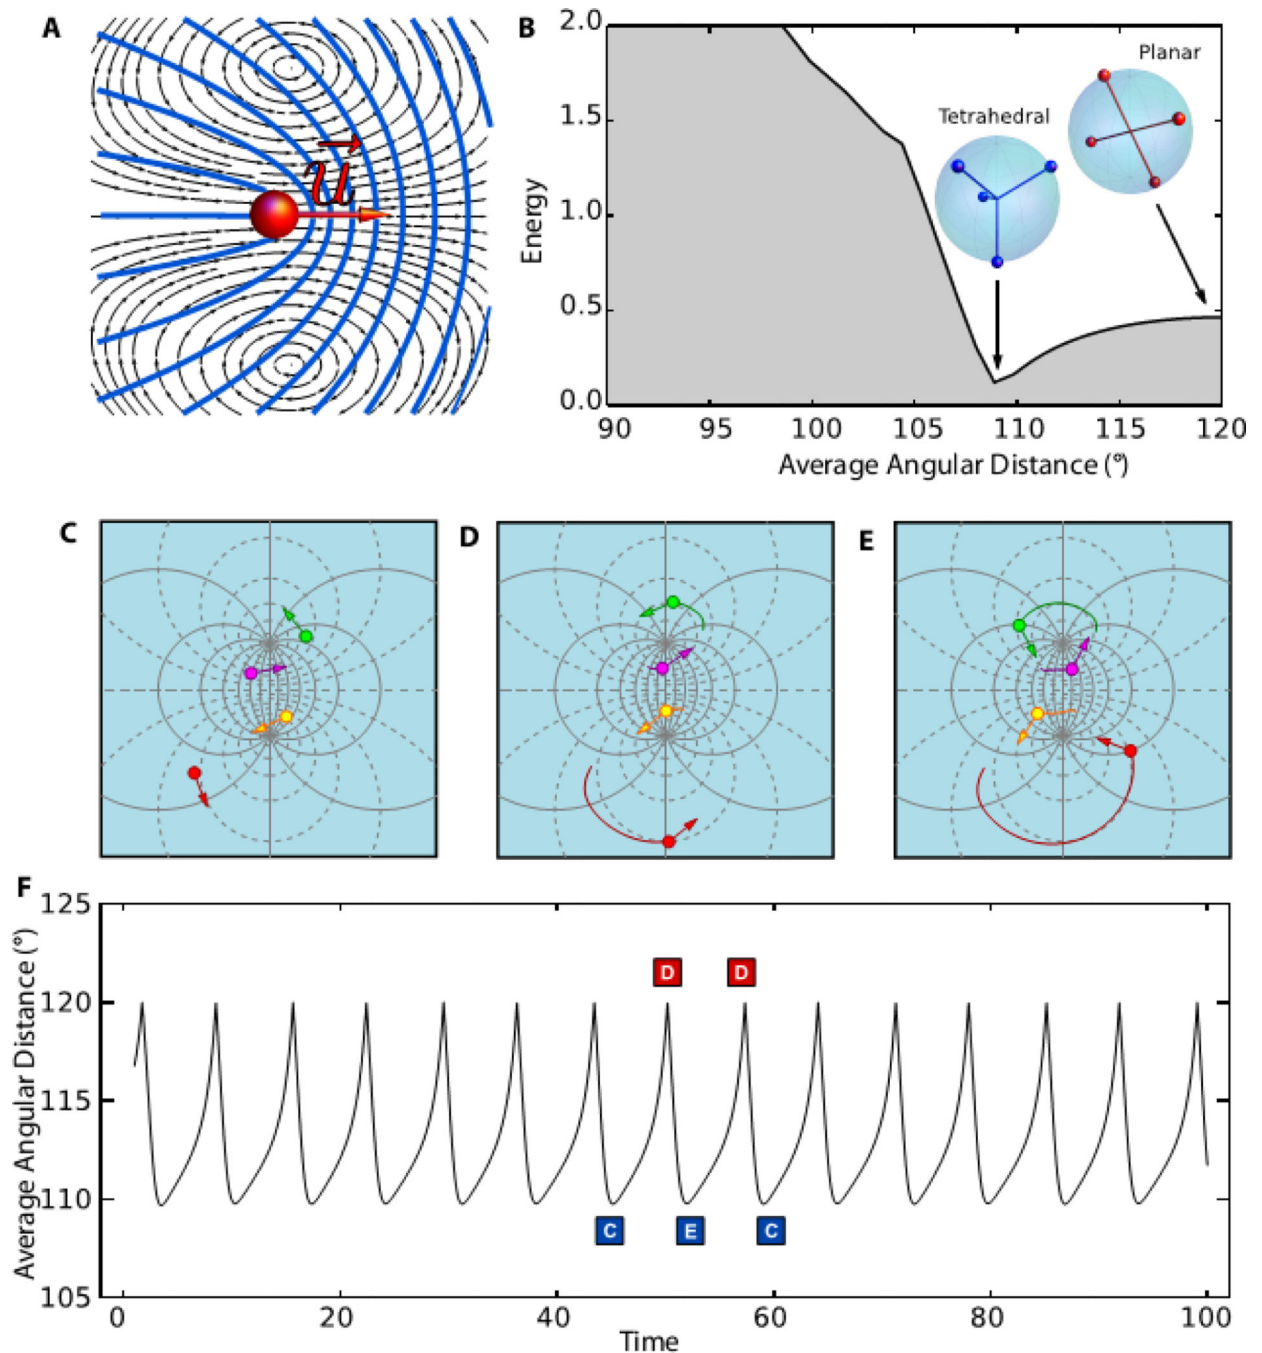 A
u
B
2.0
1.5
1.0
0.5
0.0
Energy
Tetrahedral
Planar
90 95 100 105 110 115 120
Average Angular Distance (°)
C
D
E
F
125
120
115
110
105
Average Angular Distance (°)
D D
C E C
0 20 40 60 80 100
Time